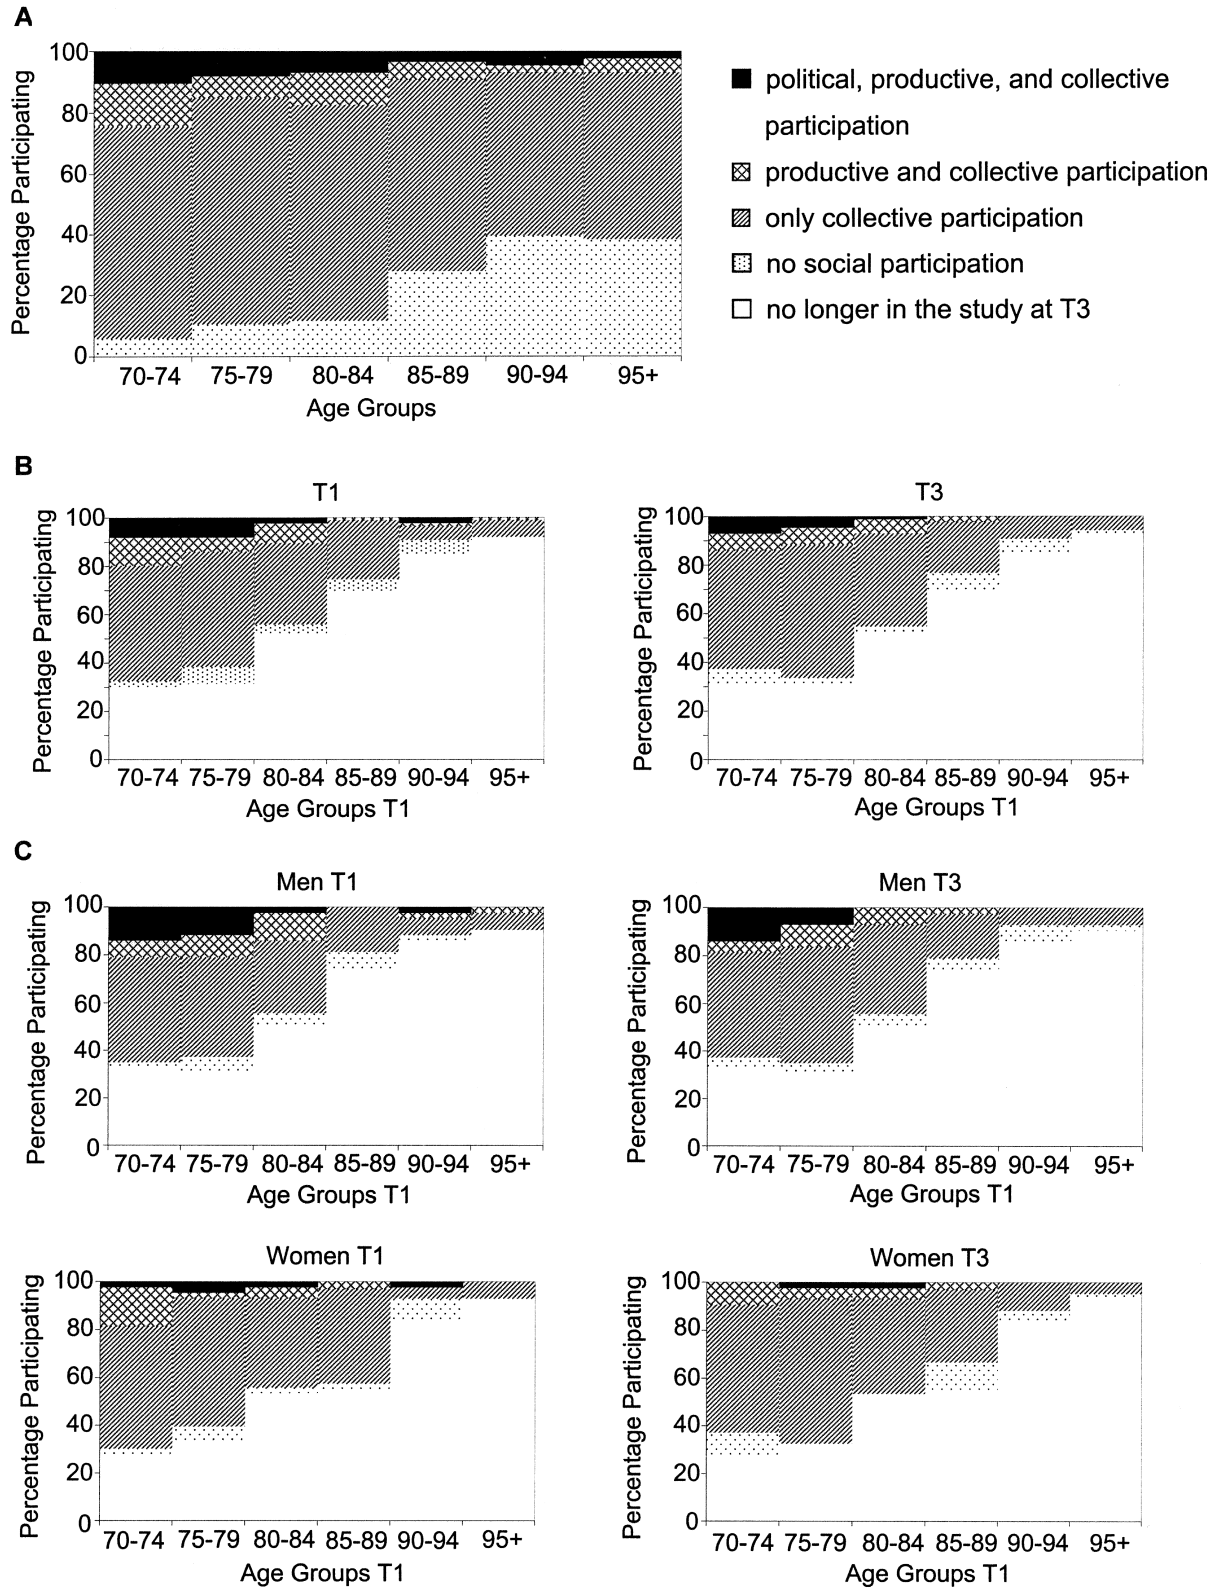 A
100
80
60
40
20
0
Percentage Participating
70-74 75-79 80-84 85-89 90-94 95+
Age Groups
political, productive, and collective
participation
productive and collective participation
only collective participation
no social participation
no longer in the study at T3
B
T1
100
80
60
40
20
0
Percentage Participating
70-74 75-79 80-84 85-89 90-94 95+
Age Groups T1
T3
100
80
60
40
20
0
Percentage Participating
70-74 75-79 80-84 85-89 90-94 95+
Age Groups T1
C
Men T1
100
80
60
40
20
0
Percentage Participating
70-74 75-79 80-84 85-89 90-94 95+
Age Groups T1
Men T3
100
80
60
40
20
0
Percentage Participating
70-74 75-79 80-84 85-89 90-94 95+
Age Groups T1
Women T1
100
80
60
40
20
0
Percentage Participating
70-74 75-79 80-84 85-89 90-94 95+
Age Groups T1
Women T3
100
80
60
40
20
0
Percentage Participating
70-74 75-79 80-84 85-89 90-94 95+
Age Groups T1